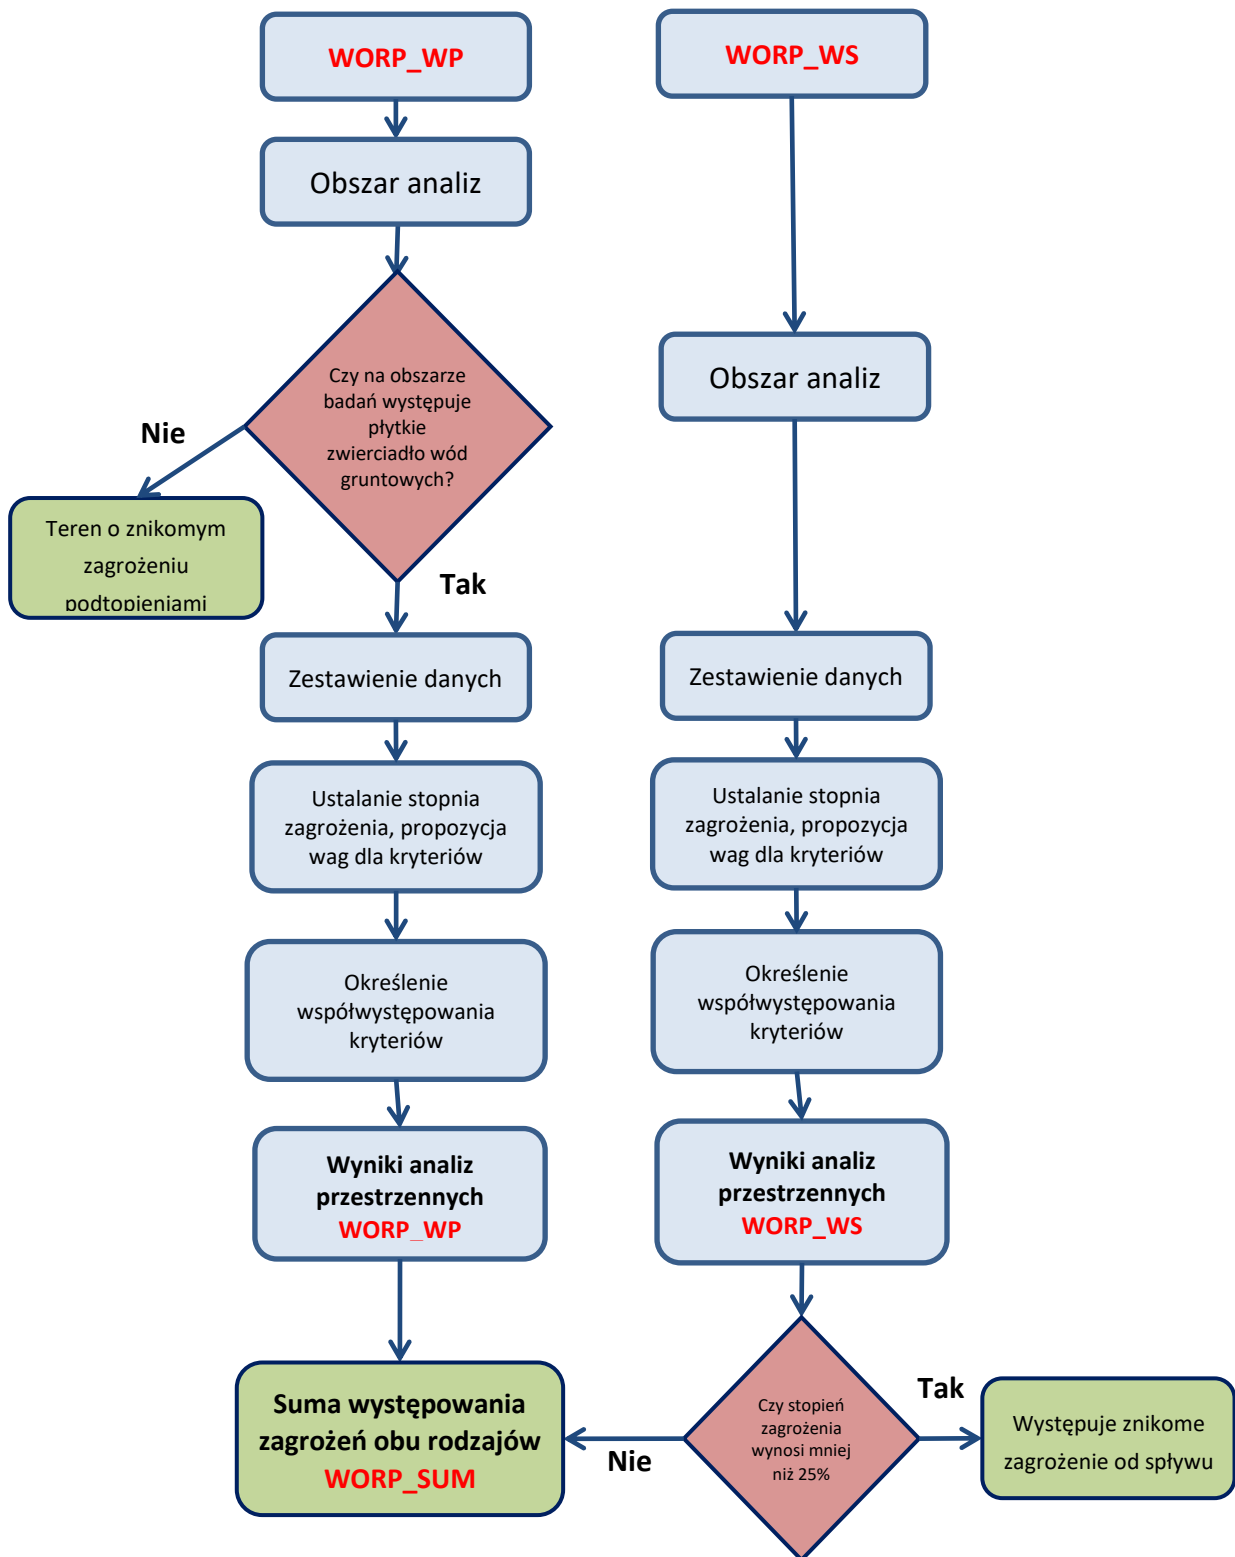 WORP_WP
Obszar analiz
Czy na obszarze
badań występuje
płytkie
zwierciadło wód
gruntowych?
Nie
Teren o znikomym
zagrożeniu
podtopieniami
Tak
Zestawienie danych
Ustalanie stopnia
zagrożenia, propozycja
wag dla kryteriów
Określenie
współwystępowania
kryteriów
Wyniki analiz
przestrzennych
WORP_WP
Suma występowania
zagrożeń obu rodzajów
WORP_SUM
WORP_WS
Obszar analiz
Zestawienie danych
Ustalanie stopnia
zagrożenia, propozycja
wag dla kryteriów
Określenie
współwystępowania
kryteriów
Wyniki analiz
przestrzennych
WORP_WS
Czy stopień
zagrożenia
wynosi mniej
niż 25%
Nie
Tak
Występuje znikome
zagrożenie od spływu